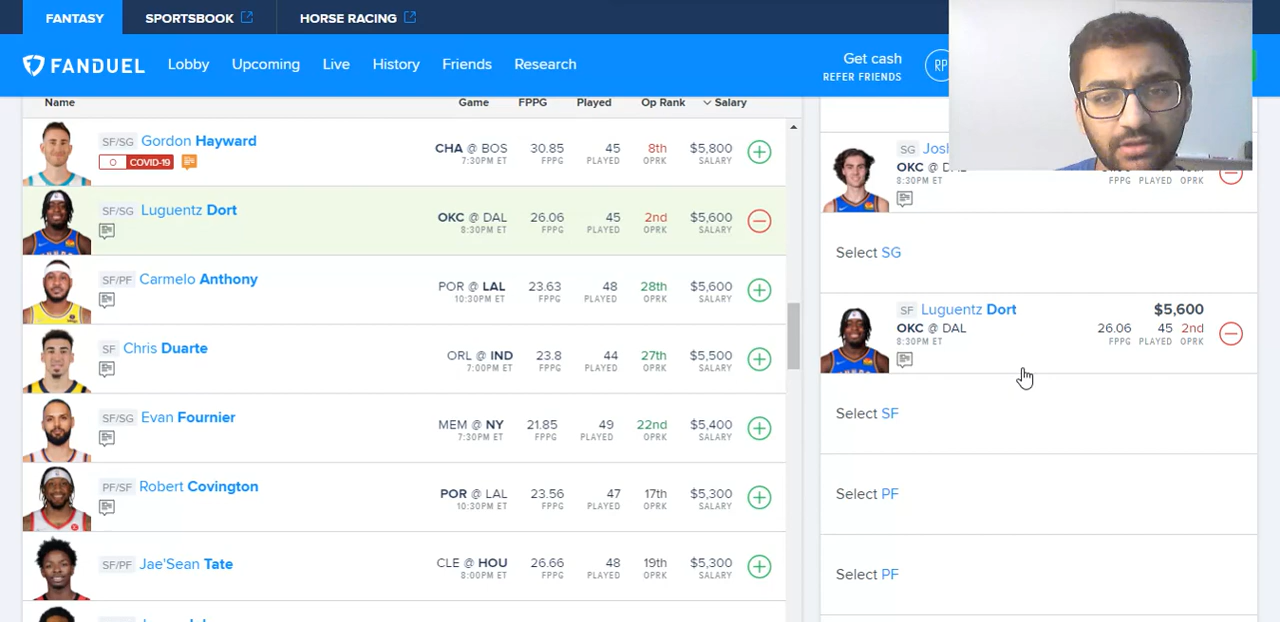 FANTASY
SPORTSBOOK
HORSE RACING
FANDUEL
Lobby
Upcoming
Live
History
Friends
Research
Get cash
REFER FRIENDS
RP
Name
Game
FPPG
Played
Op Rank
Salary
SF/SG Gordon Hayward
O COVID-19
CHA @ BOS
7:30PM ET
30.85
FPPG
45
PLAYED
8th
OPRK
$5,800
SALARY
SF/SG Luguentz Dort
OKC @ DAL
8:30PM ET
26.06
FPPG
45
PLAYED
2nd
OPRK
$5,600
SALARY
SF/PF Carmelo Anthony
POR @ LAL
10:30PM ET
23.63
FPPG
48
PLAYED
28th
OPRK
$5,600
SALARY
SF Chris Duarte
ORL @ IND
7:00PM ET
23.8
FPPG
44
PLAYED
27th
OPRK
$5,500
SALARY
SF/SG Evan Fournier
MEM @ NY
7:30PM ET
21.85
FPPG
49
PLAYED
22nd
OPRK
$5,400
SALARY
PF/SF Robert Covington
POR @ LAL
10:30PM ET
23.56
FPPG
47
PLAYED
17th
OPRK
$5,300
SALARY
SF/PF Jae'Sean Tate
CLE @ HOU
8:00PM ET
26.66
FPPG
48
PLAYED
19th
OPRK
$5,300
SALARY
SG Josh
OKC @ DAL
8:30PM ET
FPPG PLAYED OPRK
Select SG
SF Luguentz Dort
$5,600
OKC @ DAL
8:30PM ET
26.06 45 2nd
FPPG PLAYED OPRK
Select SF
Select PF
Select PF